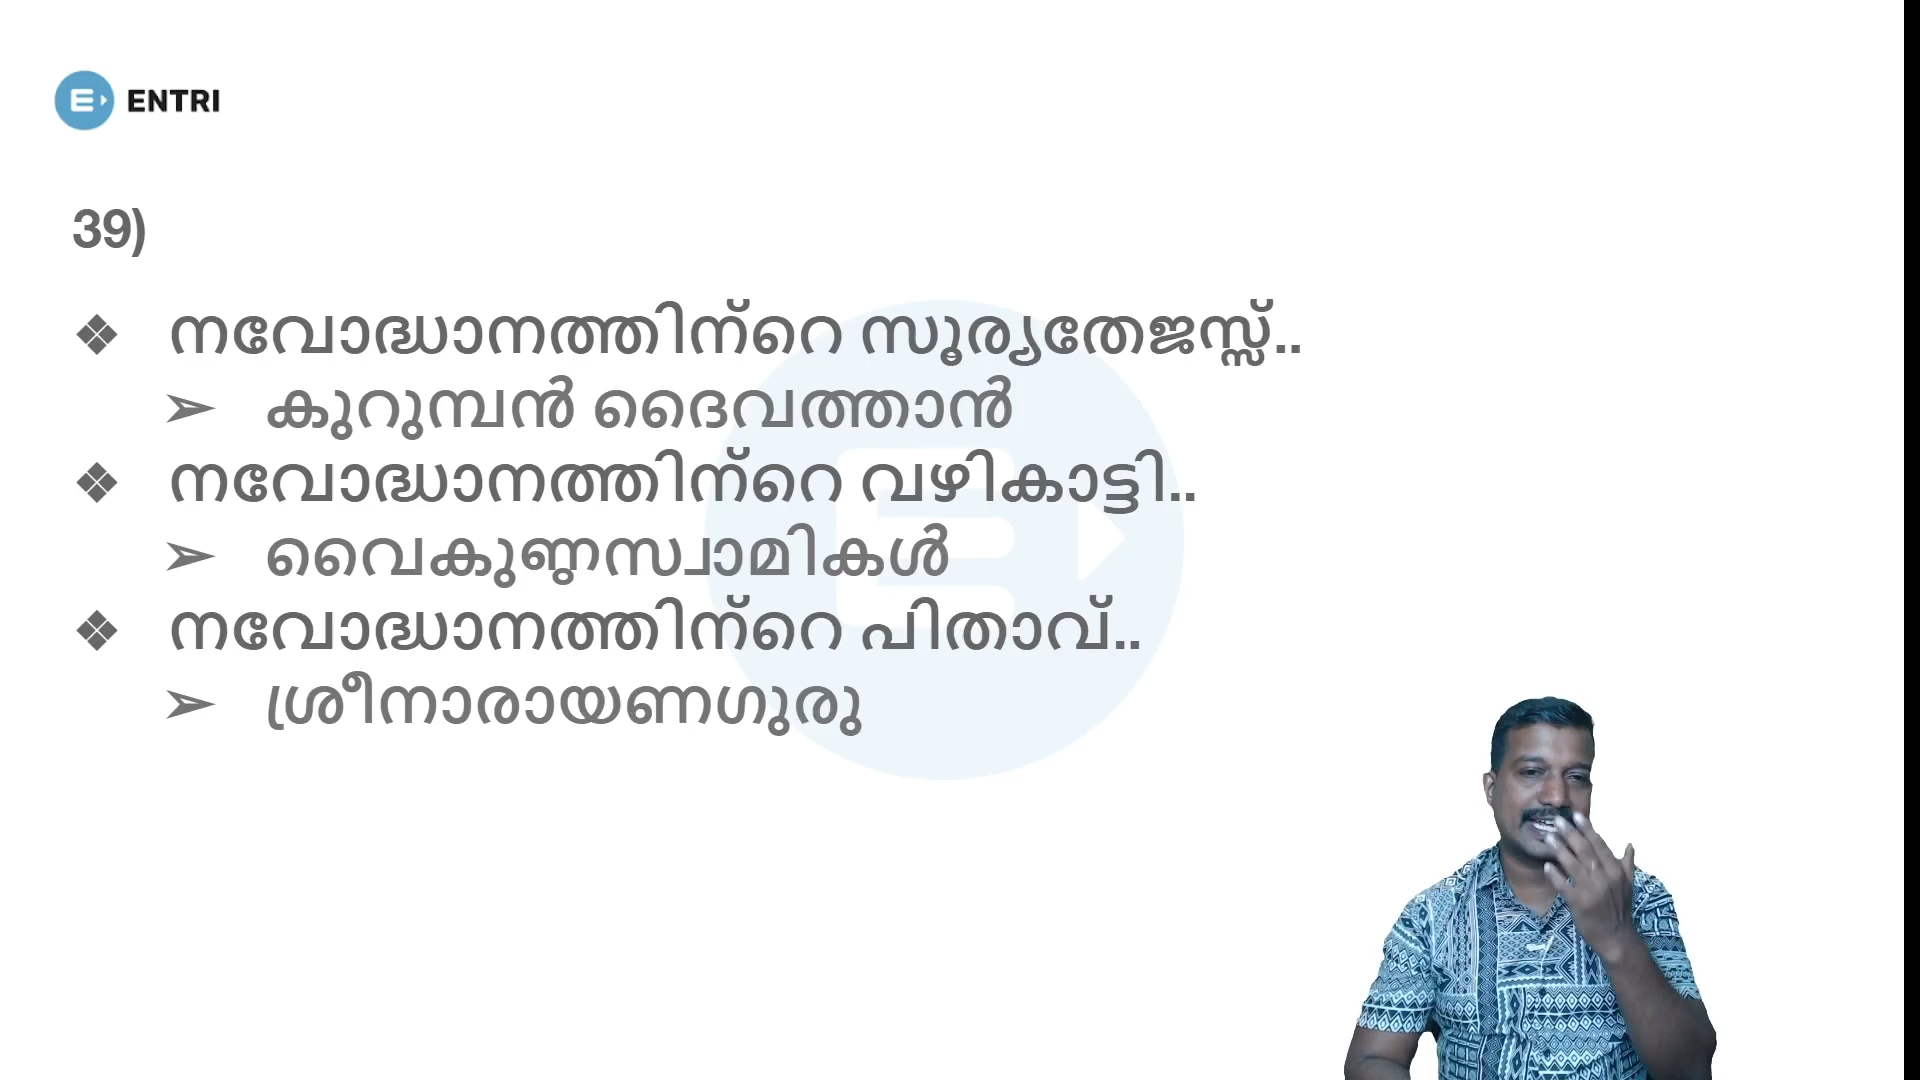 ENTRI
39)
❖ നവോദ്ധാനത്തിന്റെ സൂര്യതേജസ്സ്..
➢ കുറുമ്പൻ ദൈവത്താൻ
❖ നവോദ്ധാനത്തിന്റെ വഴികാട്ടി..
➢ വൈകുണ്ഠസ്വാമികൾ
❖ നവോദ്ധാനത്തിന്റെ പിതാവ്..
➢ ശ്രീനാരായണഗുരു